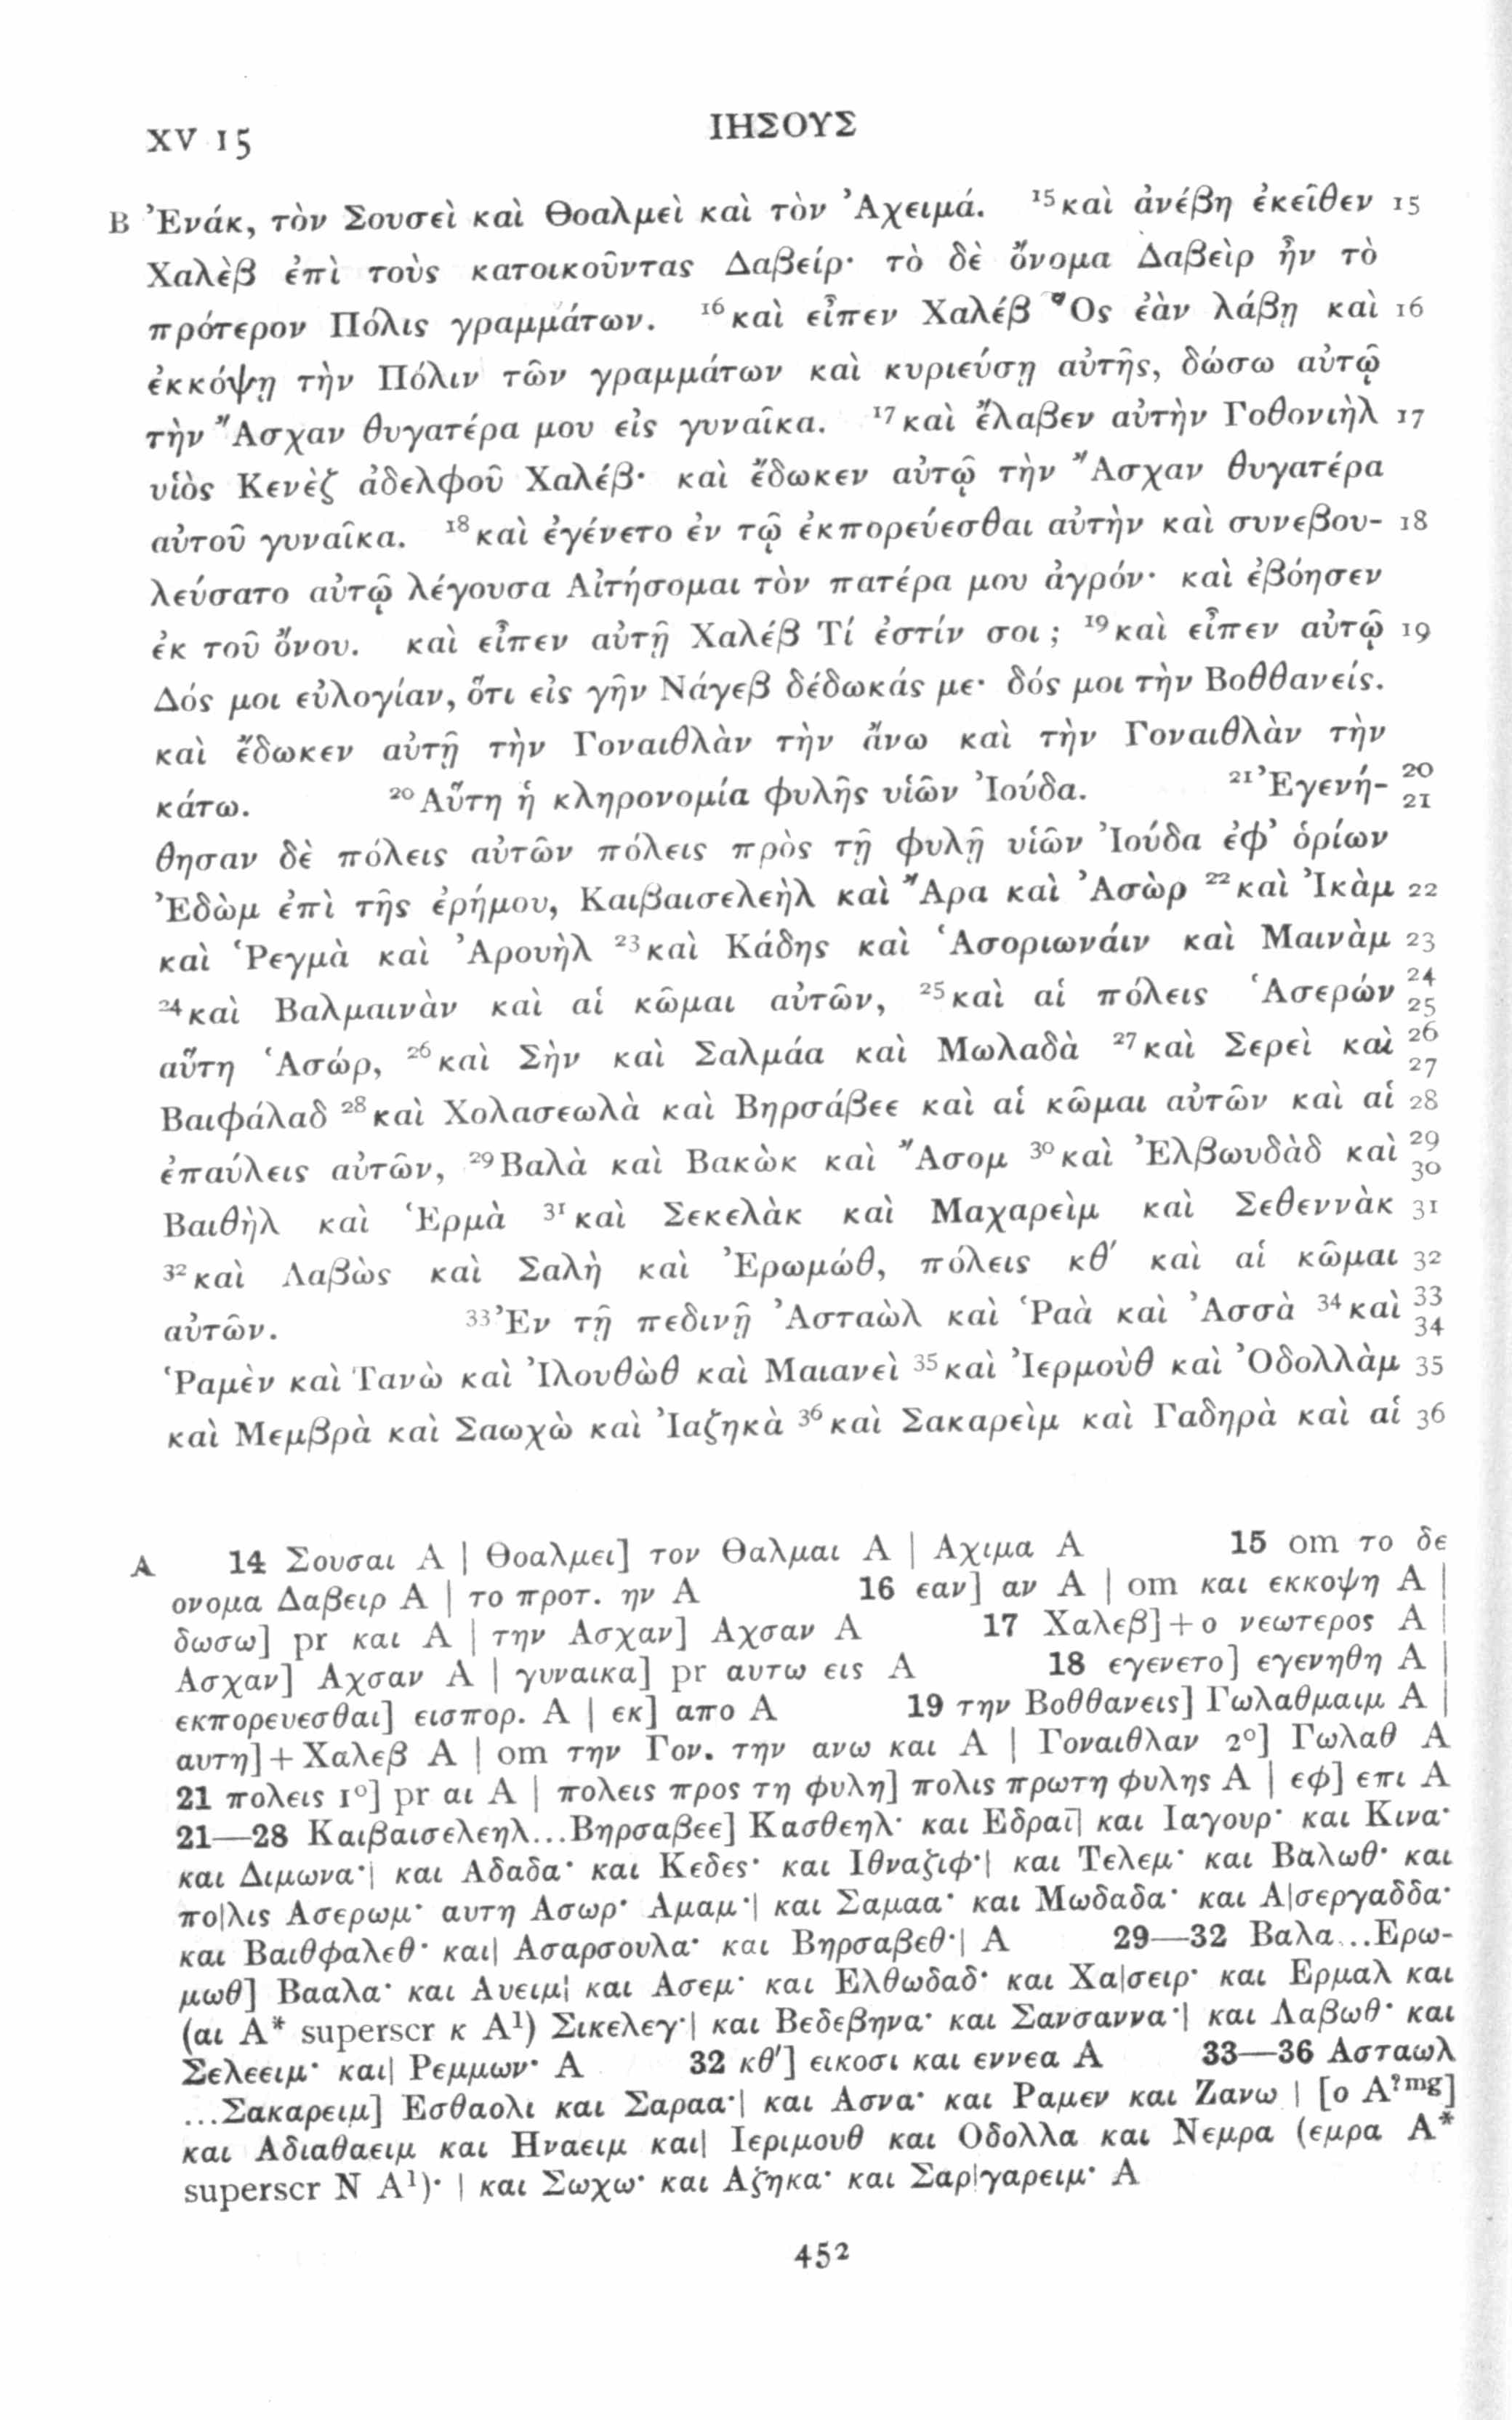 XV 15
ΙΗΣΟΥΣ
B Ἐνάκ, τὸν Σουσεὶ καὶ Θοαλμεὶ καὶ τὸν Ἀχειμά. ¹⁵καὶ ἀνέβη ἐκεῖθεν 15
Χαλὲβ ἐπὶ τοὺς κατοικοῦντας Δαβείρ· τὸ δὲ ὄνομα Δαβεὶρ ἦν τὸ
πρότερον Πόλις γραμμάτων. ¹⁶καὶ εἶπεν Χαλέβ Ὃς ἐὰν λάβῃ καὶ 16
ἐκκόψῃ τὴν Πόλιν τῶν γραμμάτων καὶ κυριεύσῃ αὐτῆς, δώσω αὐτῷ
τὴν Ἄσχαν θυγατέρα μου εἰς γυναῖκα. ¹⁷καὶ ἔλαβεν αὐτὴν Γοθονιὴλ 17
υἱὸς Κενὲζ ἀδελφοῦ Χαλέβ· καὶ ἔδωκεν αὐτῷ τὴν Ἄσχαν θυγατέρα
αὐτοῦ γυναῖκα. ¹⁸καὶ ἐγένετο ἐν τῷ ἐκπορεύεσθαι αὐτὴν καὶ συνεβου- 18
λεύσατο αὐτῷ λέγουσα Αἰτήσομαι τὸν πατέρα μου ἀγρόν· καὶ ἐβόησεν
ἐκ τοῦ ὄνου. καὶ εἶπεν αὐτῇ Χαλέβ Τί ἐστίν σοι; ¹⁹καὶ εἶπεν αὐτῷ 19
Δός μοι εὐλογίαν, ὅτι εἰς γῆν Νάγεβ δέδωκάς με· δός μοι τὴν Βοθθανείς.
καὶ ἔδωκεν αὐτῇ τὴν Γοναιθλὰν τὴν ἄνω καὶ τὴν Γοναιθλὰν τὴν
κάτω. ²⁰Αὕτη ἡ κληρονομία φυλῆς υἱῶν Ἰούδα. ²¹Ἐγενή- 20 21
θησαν δὲ πόλεις αὐτῶν πόλεις πρὸς τῇ φυλῇ υἱῶν Ἰούδα ἐφ’ ὁρίων
Ἐδὼμ ἐπὶ τῆς ἐρήμου, Καιβαισελεὴλ καὶ Ἄρα καὶ Ἀσὼρ ²²καὶ Ἰκὰμ 22
καὶ Ῥεγμὰ καὶ Ἀρουὴλ ²³καὶ Κάδης καὶ Ἁσοριωνάιν καὶ Μαινὰμ 23
²⁴καὶ Βαλμαινὰν καὶ αἱ κῶμαι αὐτῶν, ²⁵καὶ αἱ πόλεις Ἁσερών 24 25
αὕτη Ἁσώρ, ²⁶καὶ Σὴν καὶ Σαλμάα καὶ Μωλαδὰ ²⁷καὶ Σερεὶ καὶ 26 27
Βαιφάλαδ ²⁸καὶ Χολασεωλὰ καὶ Βηρσάβεε καὶ αἱ κῶμαι αὐτῶν καὶ αἱ 28
ἐπαύλεις αὐτῶν, ²⁹Βαλὰ καὶ Βακὼκ καὶ Ἄσομ ³⁰καὶ Ἐλβωυδὰδ καὶ 29 30
Βαιθὴλ καὶ Ἑρμὰ ³¹καὶ Σεκελὰκ καὶ Μαχαρεὶμ καὶ Σεθεννὰκ 31
³²καὶ Λαβὼς καὶ Σαλὴ καὶ Ἐρωμώθ, πόλεις κθʹ καὶ αἱ κῶμαι 32
αὐτῶν. ³³Ἐν τῇ πεδινῇ Ἀσταὼλ καὶ Ῥαὰ καὶ Ἀσσὰ ³⁴καὶ 33 34
Ῥαμὲν καὶ Τανὼ καὶ Ἰλουθὼθ καὶ Μαιανεὶ ³⁵καὶ Ἰερμοὺθ καὶ Ὀδολλὰμ 35
καὶ Μεμβρὰ καὶ Σαωχὼ καὶ Ἰαζηκὰ ³⁶καὶ Σακαρεὶμ καὶ Γαδηρὰ καὶ αἱ 36
A 14 Σουσαι A | Θοαλμει] τον Θαλμαι A | Αχιμα A 15 om το δε
ονομα Δαβειρ A | το προτ. ην A 16 εαν] αν A | om και εκκοψη A |
δωσω] pr και A | την Ασχαν] Αχσαν A 17 Χαλεβ]+ο νεωτερος A |
Ασχαν] Αχσαν A | γυναικα] pr αυτω εις A 18 εγενετο] εγενηθη A |
εκπορευεσθαι] εισπορ. A | εκ] απο A 19 την Βοθθανεις] Γωλαθμαιμ A |
αυτη]+Χαλεβ A | om την Γον. την ανω και A | Γοναιθλαν 2º] Γωλαθ A
21 πολεις 1º] pr αι A | πολεις προς τη φυλη] πολις πρωτη φυλης A | εφ] επι A
21—28 Καιβαισελεηλ...Βηρσαβεε] Κασθεηλ· και Εδραϊ| και Ιαγουρ· και Κινα·
και Διμωνα·| και Αδαδα· και Κεδες· και Ιθναζιφ·| και Τελεμ· και Βαλωθ· και
πο|λις Ασερωμ· αυτη Ασωρ· Αμαμ·| και Σαμαα· και Μωδαδα· και Α|σεργαδδα·
και Βαιθφαλεθ· και| Ασαρσουλα· και Βηρσαβεθ·| A 29—32 Βαλα...Ερω-
μωθ] Βααλα· και Αυειμ| και Ασεμ· και Ελθωδαδ· και Χα|σειρ· και Ερμαλ και
(αι A* superscr κ A¹) Σικελεγ·| και Βεδεβηνα· και Σανσαννα·| και Λαβωθ· και
Σελεειμ· και| Ρεμμων· A 32 κθʹ] εικοσι και εννεα A 33—36 Ασταωλ
...Σακαρειμ] Εσθαολι και Σαραα·| και Ασνα· και Ραμεν και Ζανω | [ο A?mg]
και Αδιαθαειμ και Ηναειμ και| Ιεριμουθ και Οδολλα και Νεμρα (εμρα A*
superscr Ν A¹)· | και Σωχω· και Αζηκα· και Σαρ|γαρειμ· A
452